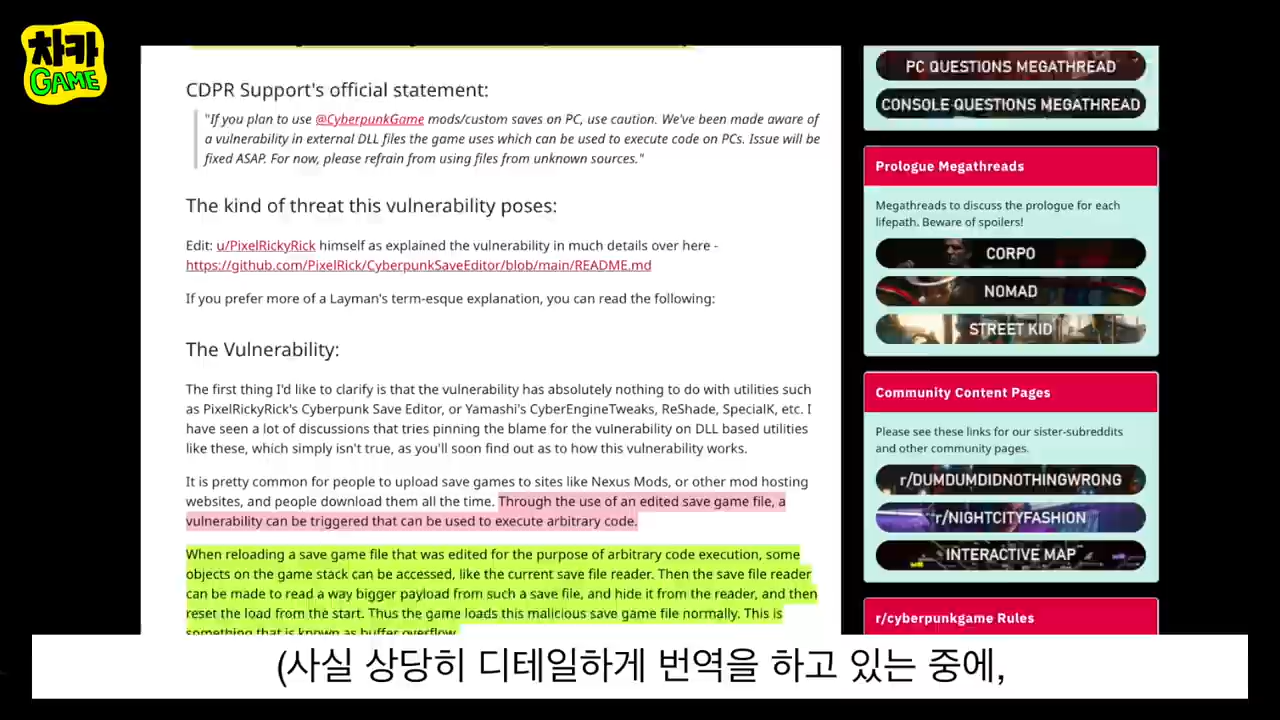 차카
GAME
CDPR Support's official statement:
"If you plan to use @CyberpunkGame mods/custom saves on PC, use caution. We've been made aware of
a vulnerability in external DLL files the game uses which can be used to execute code on PCs. Issue will be
fixed ASAP. For now, please refrain from using files from unknown sources."
The kind of threat this vulnerability poses:
Edit: u/PixelRickyRick himself as explained the vulnerability in much details over here -
https://github.com/PixelRick/CyberpunkSaveEditor/blob/main/README.md
If you prefer more of a Layman's term-esque explanation, you can read the following:
The Vulnerability:
The first thing I'd like to clarify is that the vulnerability has absolutely nothing to do with utilities such
as PixelRickyRick's Cyberpunk Save Editor, or Yamashi's CyberEngineTweaks, ReShade, SpecialK, etc. I
have seen a lot of discussions that tries pinning the blame for the vulnerability on DLL based utilities
like these, which simply isn't true, as you'll soon find out as to how this vulnerability works.
It is pretty common for people to upload save games to sites like Nexus Mods, or other mod hosting
websites, and people download them all the time. Through the use of an edited save game file, a
vulnerability can be triggered that can be used to execute arbitrary code.
When reloading a save game file that was edited for the purpose of arbitrary code execution, some
objects on the game stack can be accessed, like the current save file reader. Then the save file reader
can be made to read a way bigger payload from such a save file, and hide it from the reader, and then
reset the load from the start. Thus the game loads this malicious save game file normally. This is
something that is known as buffer overflow.
PC QUESTIONS MEGATHREAD
CONSOLE QUESTIONS MEGATHREAD
Prologue Megathreads
Megathreads to discuss the prologue for each
lifepath. Beware of spoilers!
CORPO
NOMAD
STREET KID
Community Content Pages
Please see these links for our sister-subreddits
and other community pages.
r/DUMDUMDIDNOTHINGWRONG
r/NIGHTCITYFASHION
INTERACTIVE MAP
r/cyberpunkgame Rules
(사실 상당히 디테일하게 번역을 하고 있는 중에,